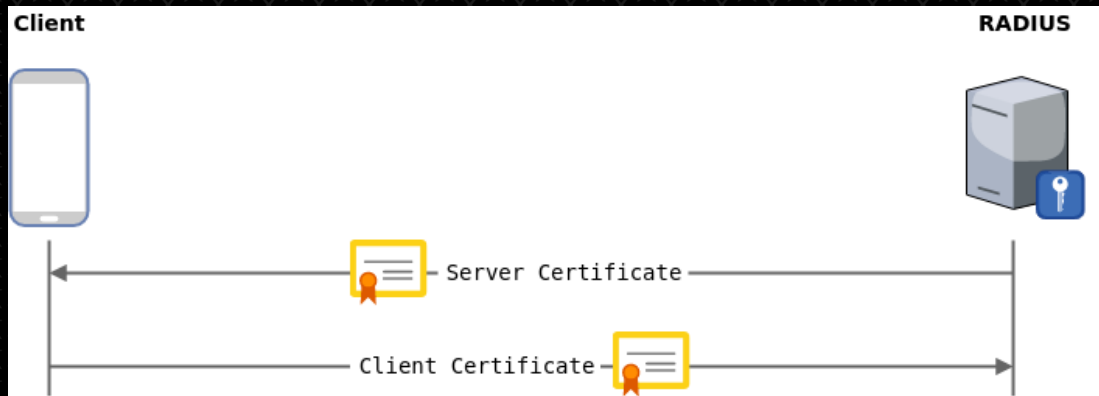 Client
RADIUS
Server Certificate
Client Certificate